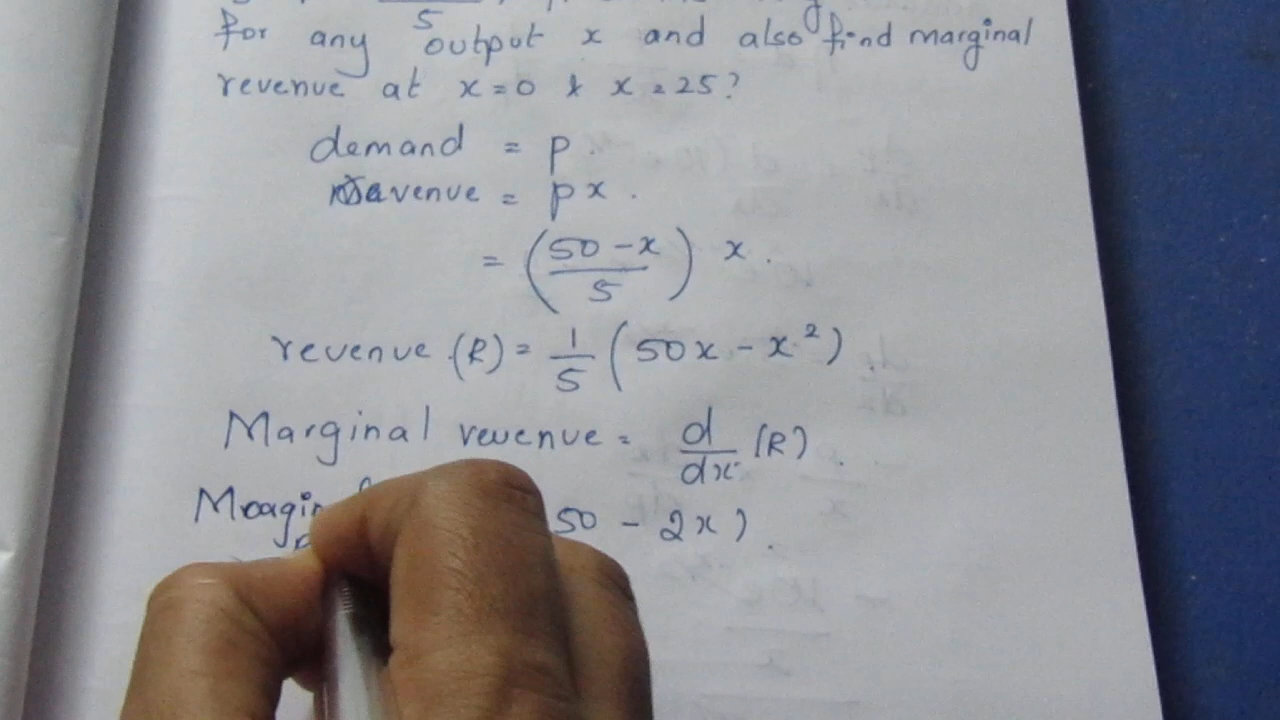 5
for any output x and also find marginal
revenue at x=0 & x=25?
demand = p.
Revenue = px.
= (50-x/5) x.
revenue (R) = 1/5 (50x - x²)
Marginal revenue = d/dx (R).
50 - 2x).